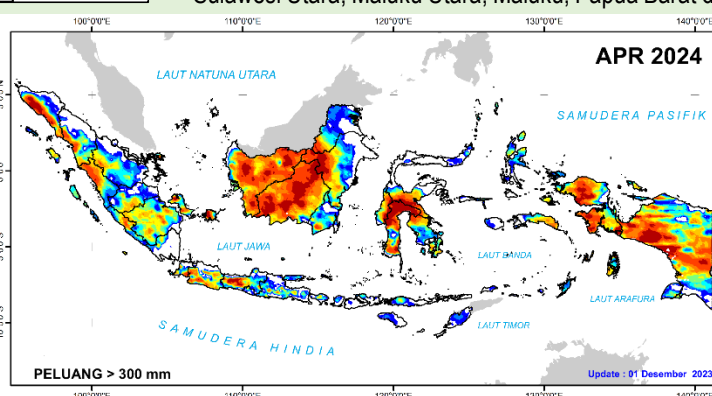 Sulawesi Utara, Maluku Utara, Maluku, Papua Barat d
100°0'0"E 110°0'0"E 120°0'0"E 130°0'0"E 140°0'0"E
APR 2024
LAUT NATUNA UTARA
SAMUDERA PASIFIK
LAUT JAWA
LAUT BANDA
LAUT ARAFURA
LAUT TIMOR
SAMUDERA HINDIA
PELUANG > 300 mm
Update : 01 Desember 2023